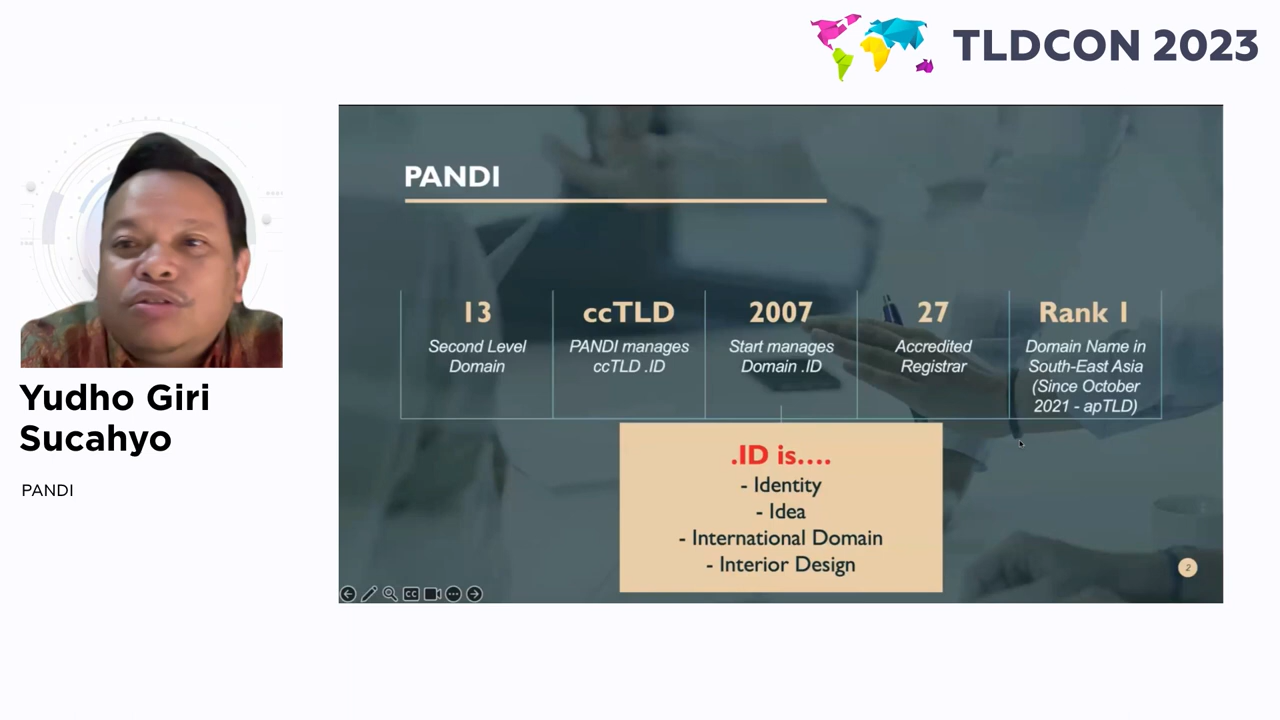 TLDCON 2023
Yudho Giri
Sucahyo
PANDI
PANDI
13
Second Level
Domain
ccTLD
PANDI manages
ccTLD .ID
2007
Start manages
Domain .ID
27
Accredited
Registrar
Rank 1
Domain Name in
South-East Asia
(Since October
2021 - apTLD)
.ID is....
- Identity
- Idea
- International Domain
- Interior Design
2
CC